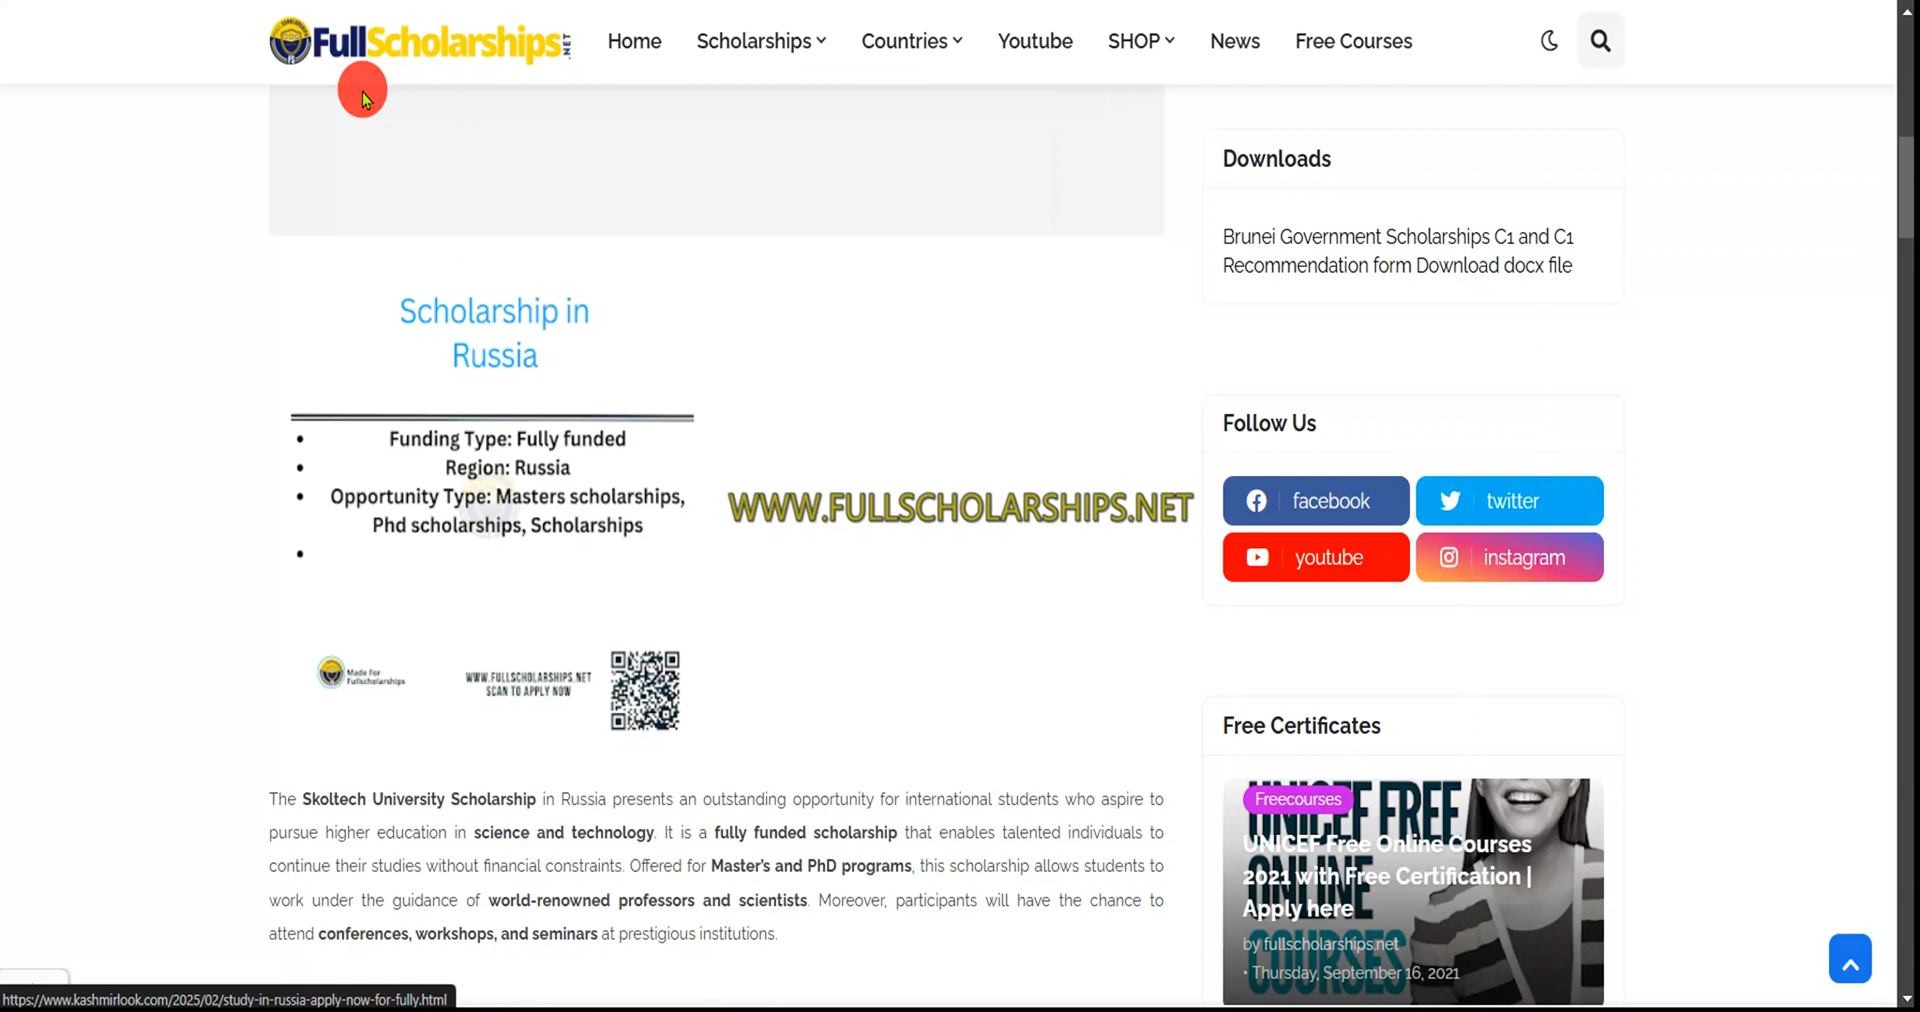 FullScholarships.NET
Home
Scholarships
Countries
Youtube
SHOP
News
Free Courses
Scholarship in
Russia
• Funding Type: Fully funded
• Region: Russia
• Opportunity Type: Masters scholarships,
Phd scholarships, Scholarships
•
WWW.FULLSCHOLARSHIPS.NET
Made For
Fullscholarships
WWW.FULLSCHOLARSHIPS.NET
SCAN TO APPLY NOW
The Skoltech University Scholarship in Russia presents an outstanding opportunity for international students who aspire to
pursue higher education in science and technology. It is a fully funded scholarship that enables talented individuals to
continue their studies without financial constraints. Offered for Master's and PhD programs, this scholarship allows students to
work under the guidance of world-renowned professors and scientists. Moreover, participants will have the chance to
attend conferences, workshops, and seminars at prestigious institutions.
Downloads
Brunei Government Scholarships C1 and C1
Recommendation form Download docx file
Follow Us
facebook
twitter
youtube
instagram
Free Certificates
UNICEF FREE
ONLINE
COURSES
Freecourses
UNICEF Free Online Courses
2021 with Free Certification |
Apply here
by fullscholarships.net
• Thursday, September 16, 2021
https://www.kashmirlook.com/2025/02/study-in-russia-apply-now-for-fully.html